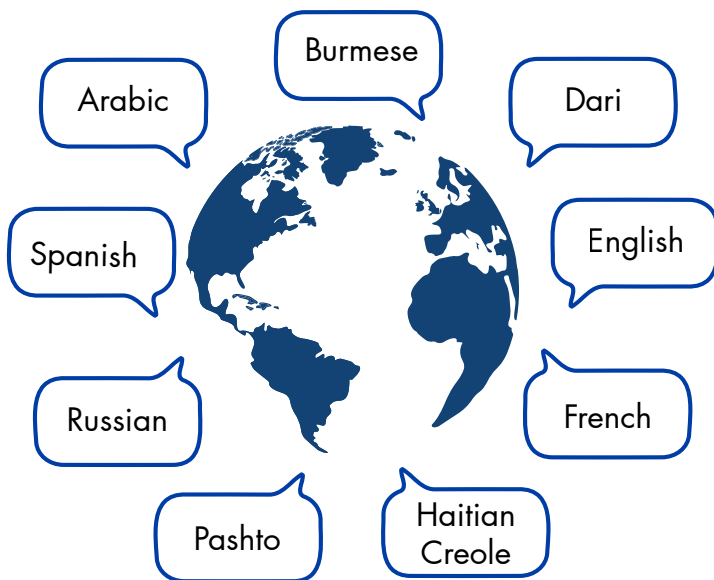 Burmese
Arabic
Dari
Spanish
English
Russian
French
Pashto
Haitian
Creole